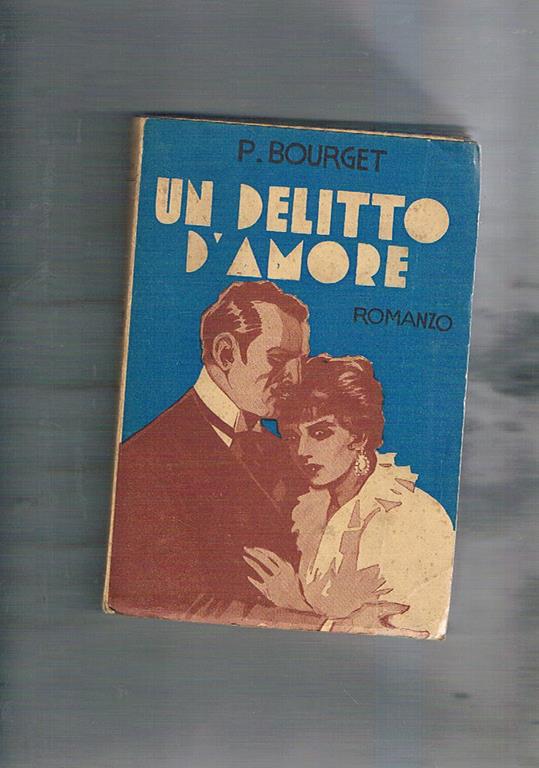 P. BOURGET
UN DELITTO
D'AMORE
ROMANZO